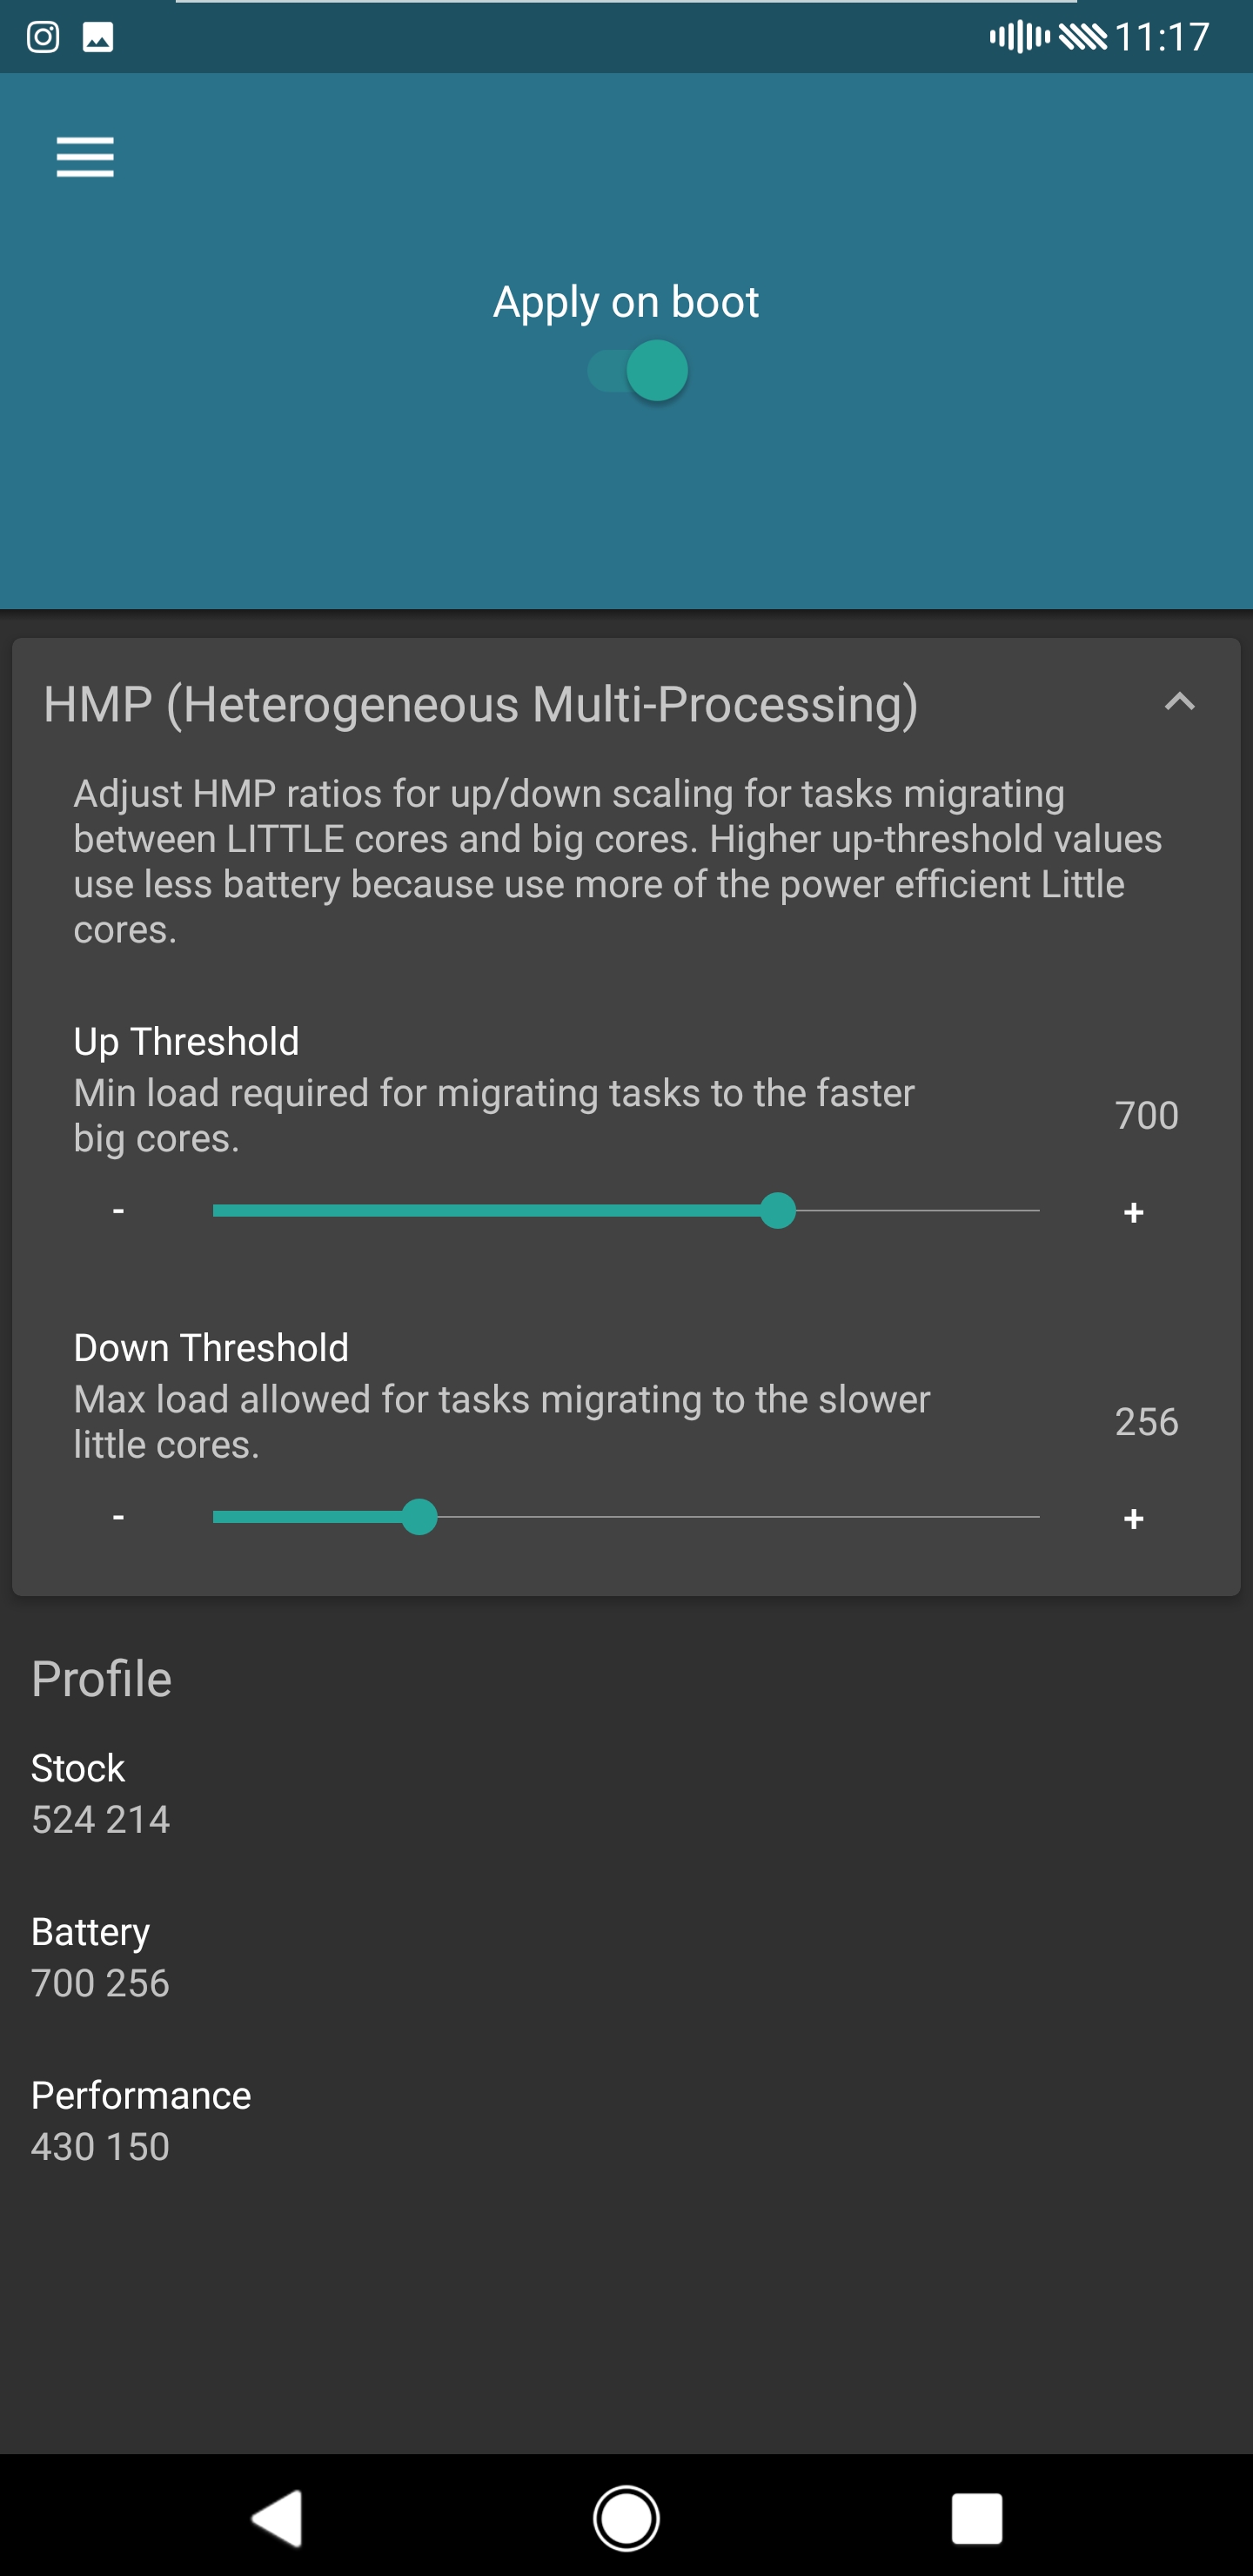 11:17
Apply on boot
HMP (Heterogeneous Multi-Processing)
Adjust HMP ratios for up/down scaling for tasks migrating
between LITTLE cores and big cores. Higher up-threshold values
use less battery because use more of the power efficient Little
cores.
Up Threshold
Min load required for migrating tasks to the faster
big cores.
700
- +
Down Threshold
Max load allowed for tasks migrating to the slower
little cores.
256
- +
Profile
Stock
524 214
Battery
700 256
Performance
430 150